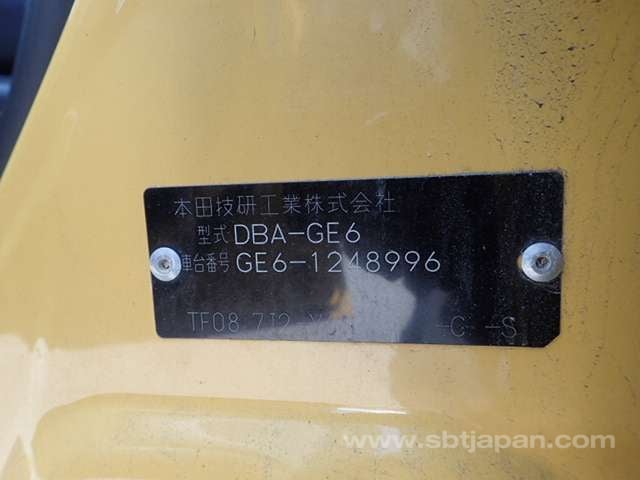 本田技研工業株式会社
型式 DBA-GE6
車台番号 GE6-1248996
TF08 -C -S
www.sbtjapan.com